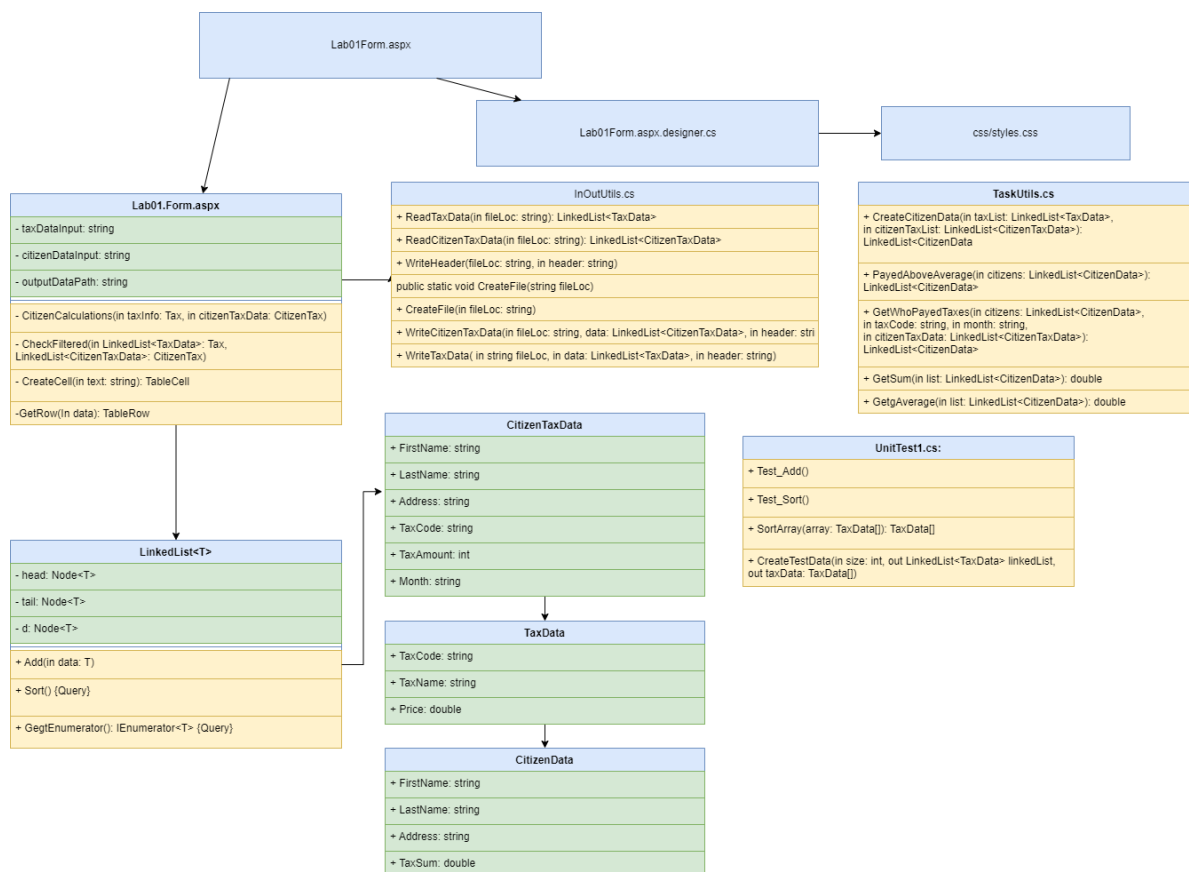 Lab01Form.aspx
Lab01Form.aspx.designer.cs
css/styles.css
Lab01.Form.aspx
- taxDataInput: string
- citizenDataInput: string
- outputDataPath: string
- CitizenCalculations(in taxInfo: Tax, in citizenTaxData: CitizenTax)
- CheckFiltered(in LinkedList<TaxData>: Tax,
LinkedList<CitizenTaxData>: CitizenTax)
- CreateCell(in text: string): TableCell
-GetRow(In data): TableRow
InOutUtils.cs
+ ReadTaxData(in fileLoc: string): LinkedList<TaxData>
+ ReadCitizenTaxData(in fileLoc: string): LinkedList<CitizenTaxData>
+ WriteHeader(fileLoc: string, in header: string)
public static void CreateFile(string fileLoc)
+ CreateFile(in fileLoc: string)
+ WriteCitizenTaxData(in fileLoc: string, data: LinkedList<CitizenTaxData>, in header: stri
+ WriteTaxData( in string fileLoc, in data: LinkedList<TaxData>, in header: string)
TaskUtils.cs
+ CreateCitizenData(in taxList: LinkedList<TaxData>,
in citizenTaxList: LinkedList<CitizenTaxData>):
LinkedList<CitizenData
+ PayedAboveAverage(in citizens: LinkedList<CitizenData>):
LinkedList<CitizenData>
+ GetWhoPayedTaxes(in citizens: LinkedList<CitizenData>,
in taxCode: string, in month: string,
in citizenTaxData: LinkedList<CitizenTaxData>):
LinkedList<CitizenData>
+ GetSum(in list: LinkedList<CitizenData>): double
+ GetgAverage(in list: LinkedList<CitizenData>): double
CitizenTaxData
+ FirstName: string
+ LastName: string
+ Address: string
+ TaxCode: string
+ TaxAmount: int
+ Month: string
UnitTest1.cs:
+ Test_Add()
+ Test_Sort()
+ SortArray(array: TaxData[]): TaxData[]
+ CreateTestData(in size: int, out LinkedList<TaxData> linkedList,
out taxData: TaxData[])
LinkedList<T>
- head: Node<T>
- tail: Node<T>
- d: Node<T>
+ Add(in data: T)
+ Sort() {Query}
+ GegtEnumerator(): IEnumerator<T> {Query}
TaxData
+ TaxCode: string
+ TaxName: string
+ Price: double
CitizenData
+ FirstName: string
+ LastName: string
+ Address: string
+ TaxSum: double